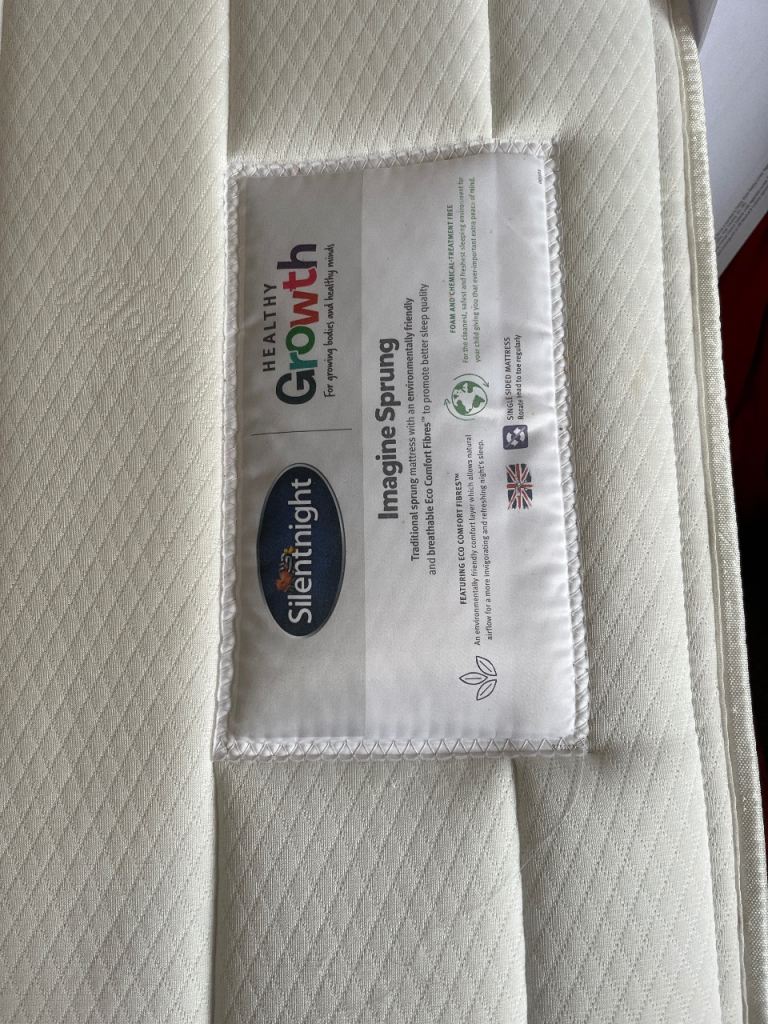 Silentnight
HEALTHY
Growth
For growing bodies and healthy minds
Imagine Sprung
Traditional sprung mattress with an environmentally friendly
and breathable Eco Comfort Fibres™ to promote better sleep quality
FEATURING ECO COMFORT FIBRES™
An environmentally friendly comfort layer which allows natural
airflow for a more invigorating and refreshing night's sleep.
FOAM AND CHEMICAL-TREATMENT FREE
For the cleanest, safest and freshest sleeping environment for
your child giving you that ever-important extra peace of mind.
SINGLE SIDED MATTRESS
Rotate head to toe regularly